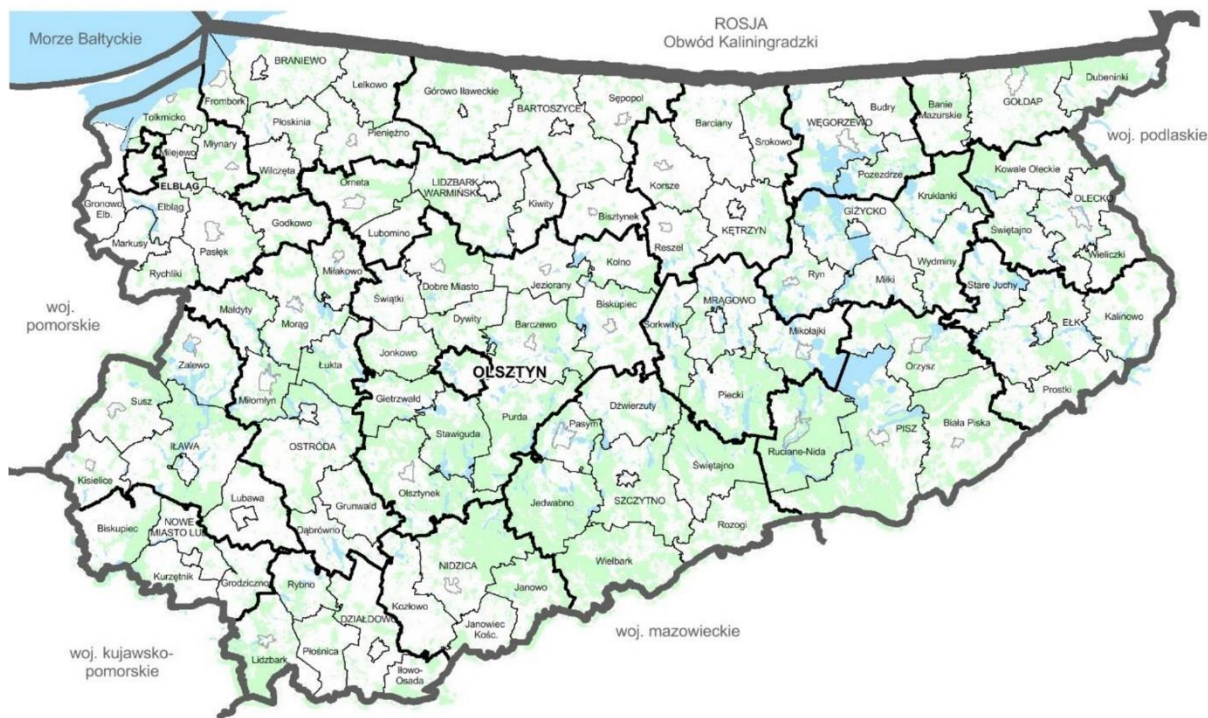 Morze Bałtyckie
ROSJA
Obwód Kaliningradzki
BRANIEWO
Lelkowo
Górowo Iławeckie
Sępopol
BARTOSZYCE
Barciany
Srokowo
WĘGORZEWO
Budry
Banie
Mazurskie
GOŁDAP
Dubeninki
Frombork
Tolkmicko
Płoskinia
Pieniężno
Młynary
Milejewo
Wilczęta
ELBLĄG
Orneta
LIDZBARK
WARMIŃSKI
Kiwity
Korsze
Pozezdrze
Kowale Oleckie
woj. podlaskie
Gronowo
Elb.
Elbląg
Godkowo
Lubomino
Bisztynek
Reszel
KĘTRZYN
GIŻYCKO
Kruklanki
OLECKO
Świętajno
Markusy
Pasłęk
Rychliki
Miłakowo
Kolno
Wydminy
Wieliczki
Świątki
Dobre Miasto
Jeziorany
Ryn
Miłki
Stare Juchy
woj.
pomorskie
Małdyty
Morąg
Dywity
Barczewo
Biskupiec
Sorkwity
MRĄGOWO
Mikołajki
EŁK
Kalinowo
Zalewo
Łukta
Jonkowo
OLSZTYN
Orzysz
Susz
Miłomłyn
Gietrzwałd
Purda
Dźwierzuty
Piecki
Prostki
Pasym
Stawiguda
OSTRÓDA
Biała Piska
PISZ
IŁAWA
Ruciane-Nida
Kisielice
Świętajno
Lubawa
Olsztynek
Jedwabno
SZCZYTNO
Grunwald
Rozogi
Biskupiec
NOWE
MIASTO LUB.
Dąbrówno
Wielbark
Kurzętnik
Grodziczno
Rybno
NIDZICA
Janowo
Kozłowo
DZIAŁDOWO
Janowiec
Kośc.
woj. mazowieckie
woj. kujawsko-
pomorskie
Lidzbark
Płośnica
Iłowo-
Osada